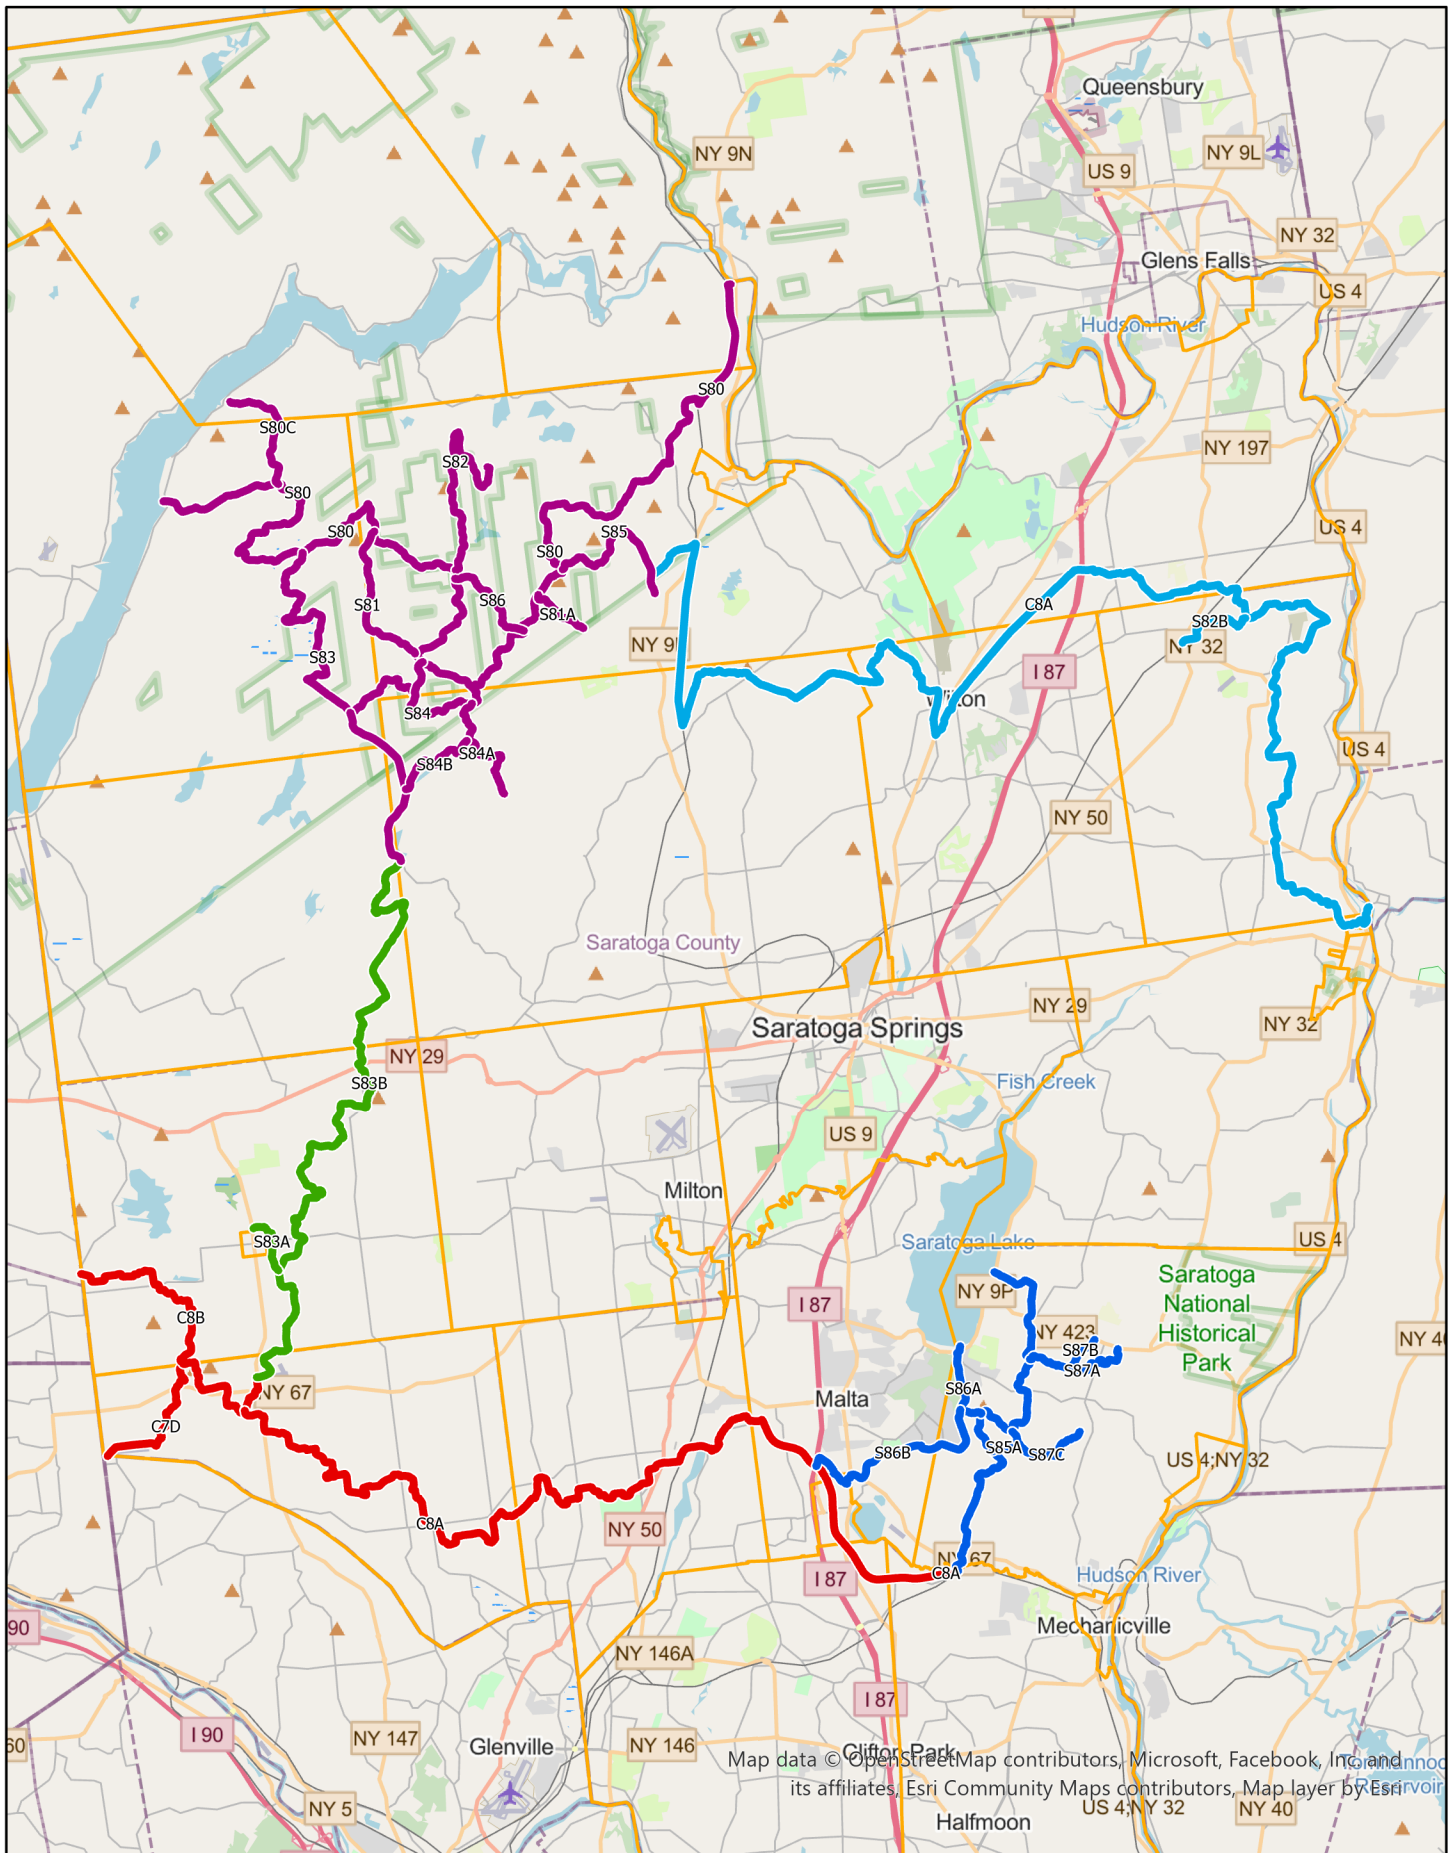 Queensbury
NY 9N
NY 9L
US 9
NY 32
Glens Falls
US 4
Hudson River
S80
S80C
NY 197
S82
S80
US 4
S80
S85
S80
C8A
S86
S81
S81A
S82B
NY 32
S83
I 87
S84
US 4
S84A
S84B
NY 50
Saratoga County
NY 29
NY 32
Saratoga Springs
NY 29
Fish Creek
S83B
US 9
Milton
S83A
US 4
Saratoga Lake
Saratoga
National
Historical
Park
NY 9P
I 87
C8B
NY 423
S87B
S87A
NY 67
S86A
Malta
C7D
S85A
S86B
S87C
US 4;NY 32
C8A
NY 50
NY 67
C8A
Hudson River
I 87
90
Mechanicville
NY 146A
I 87
I 90
NY 147
Glenville
NY 146
60
Clifton Park
Map data © OpenStreetMap contributors, Microsoft, Facebook, Inc. and
its affiliates, Esri Community Maps contributors, Map layer by Esri
Reservoir
NY 5
US 4;NY 32
NY 40
Halfmoon